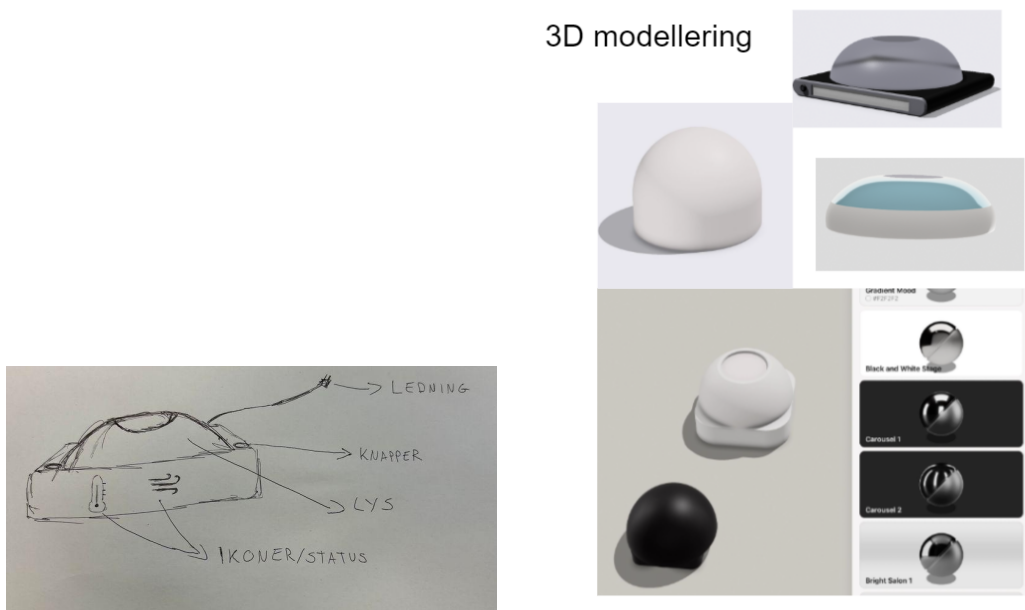 3D modellering
LEDNING
KNAPPER
LYS
IKONER/STATUS
Gradient Mood
Black and White Stage
Carousel 1
Carousel 2
Bright Salon 1